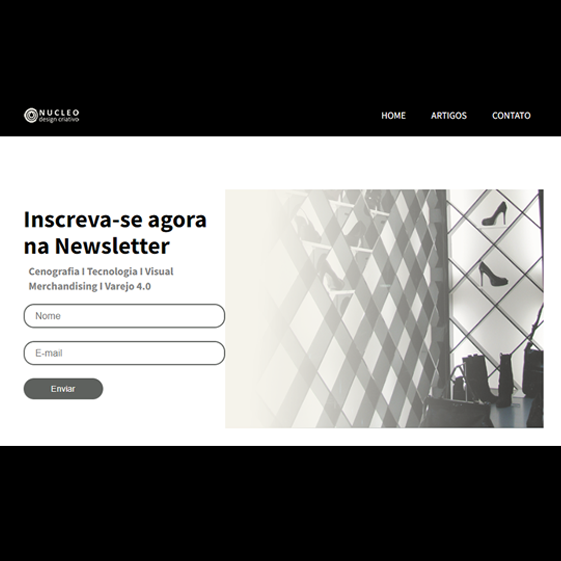 NUCLEO
design criativo
HOME ARTIGOS CONTATO
Inscreva-se agora
na Newsletter
Cenografia I Tecnologia I Visual
Merchandising I Varejo 4.0
Nome
E-mail
Enviar